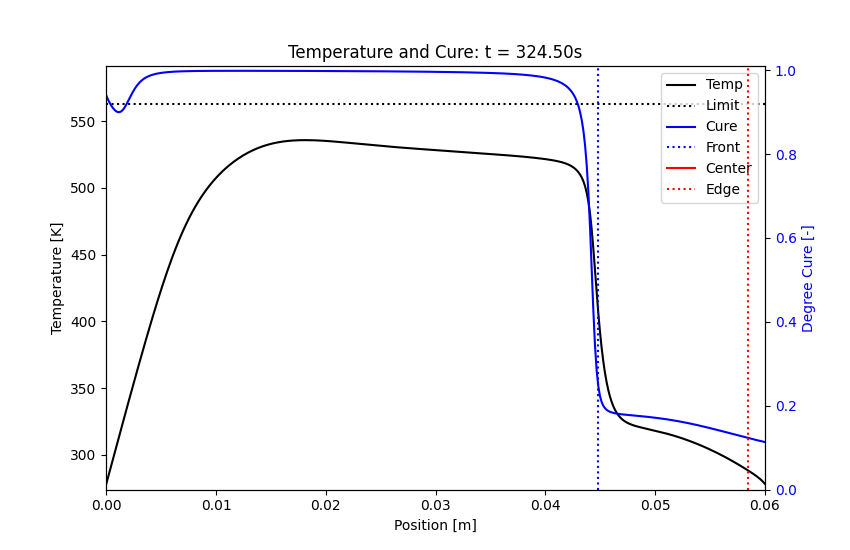 Temperature and Cure: t = 324.50s
Temperature [K]
550
500
450
400
350
300
Temp
Limit
Cure
Front
Center
Edge
1.0
0.8
0.6
0.4
0.2
0.0
Degree Cure [-]
0.00 0.01 0.02 0.03 0.04 0.05 0.06
Position [m]